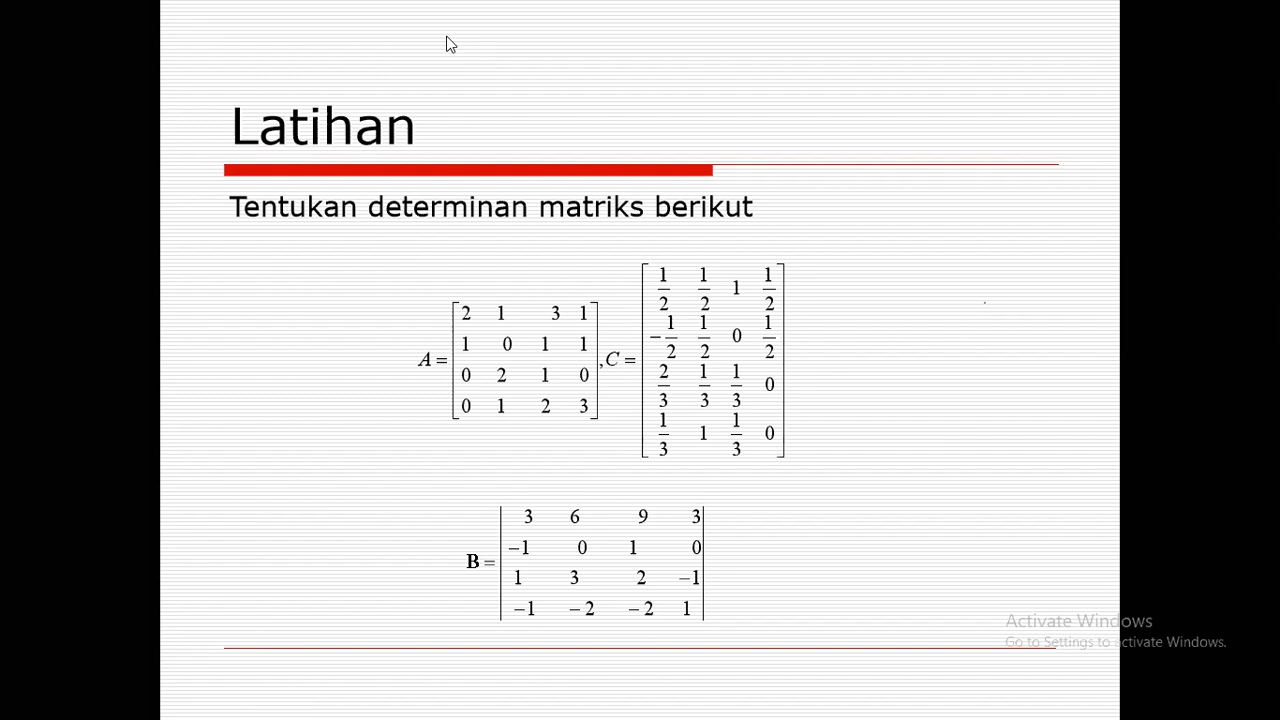 Latihan
Tentukan determinan matriks berikut
A = [2 1 3 1
1 0 1 1
0 2 1 0
0 1 2 3]
, C = [1/2 1/2 1 1/2
−1/2 1/2 0 1/2
2/3 1/3 1/3 0
1/3 1 1/3 0]
B = |3 6 9 3
−1 0 1 0
1 3 2 −1
−1 −2 −2 1|
Activate Windows
Go to Settings to activate Windows.